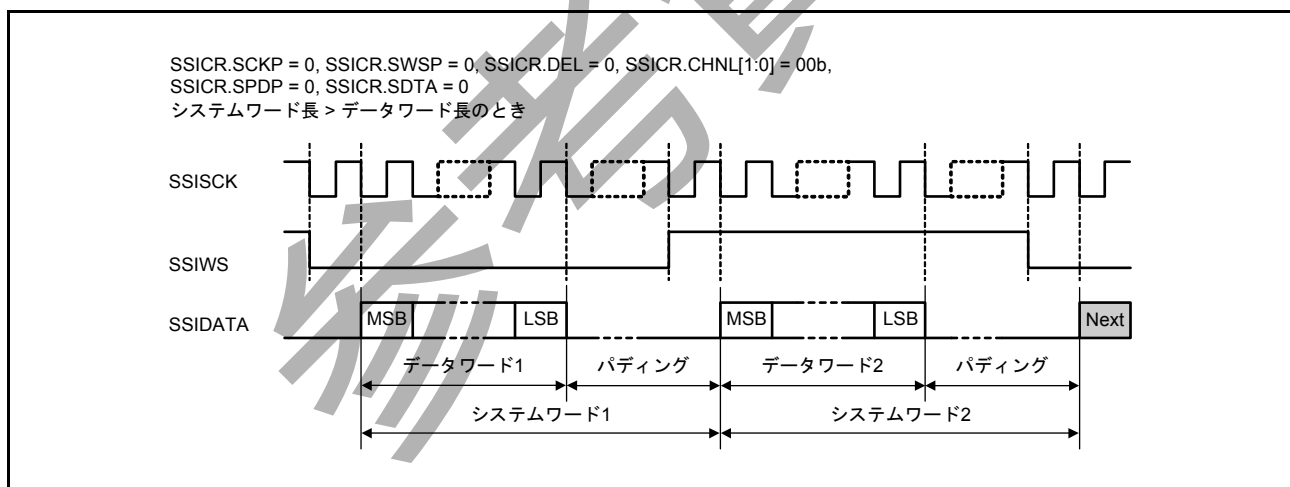 SSICR.SCKP = 0, SSICR.SWSP = 0, SSICR.DEL = 0, SSICR.CHNL[1:0] = 00b,
SSICR.SPDP = 0, SSICR.SDTA = 0
システムワード長 > データワード長のとき
SSISCK
SSIWS
SSIDATA
MSB
LSB
MSB
LSB
Next
データワード1
パディング
データワード2
パディング
システムワード1
システムワード2